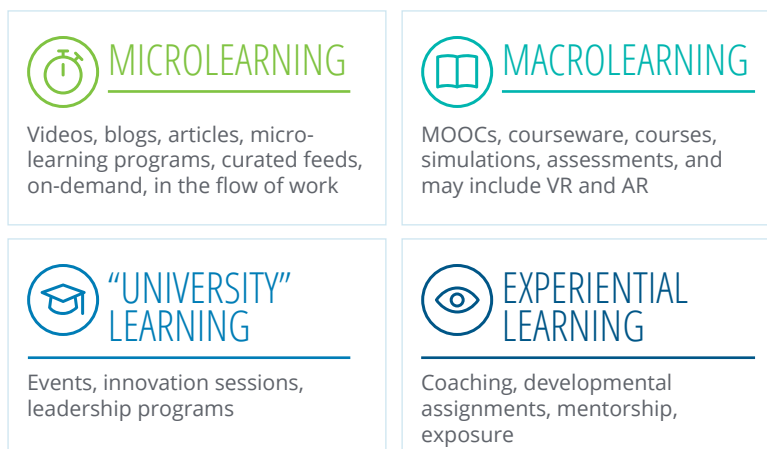 MICROLEARNING
Videos, blogs, articles, micro-
learning programs, curated feeds,
on-demand, in the flow of work
MACROLEARNING
MOOCs, courseware, courses,
simulations, assessments, and
may include VR and AR
“UNIVERSITY”
LEARNING
Events, innovation sessions,
leadership programs
EXPERIENTIAL
LEARNING
Coaching, developmental
assignments, mentorship,
exposure